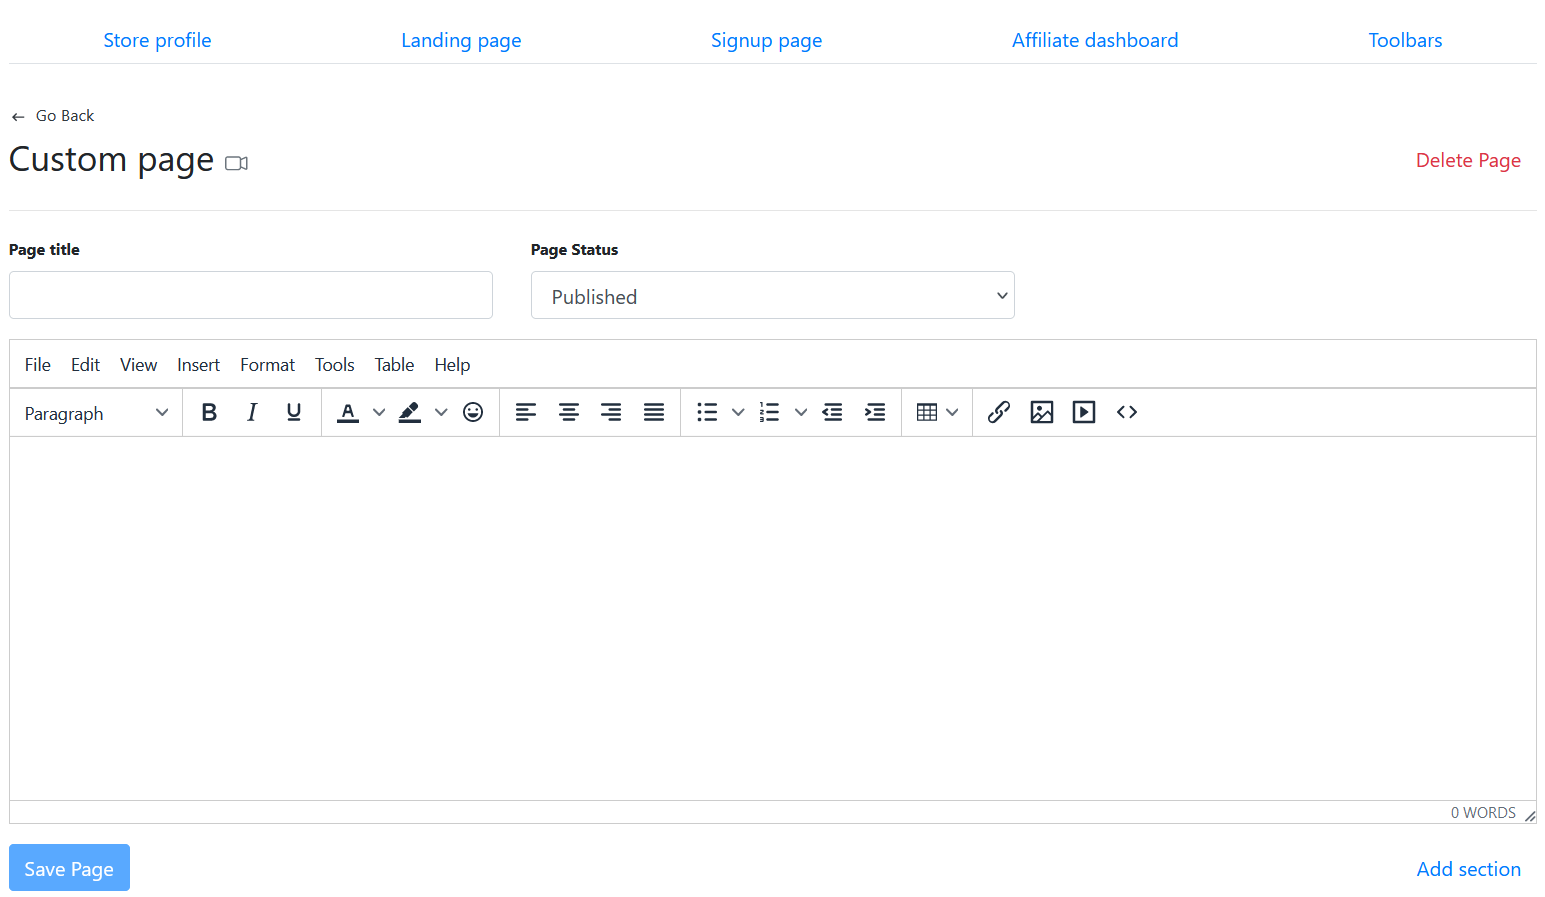 Store profile Landing page Signup page Affiliate dashboard Toolbars
Go Back
Custom page
Delete Page
Page title Page Status
Published
File Edit View Insert Format Tools Table Help
Paragraph B I U A
0 WORDS
Save Page Add section